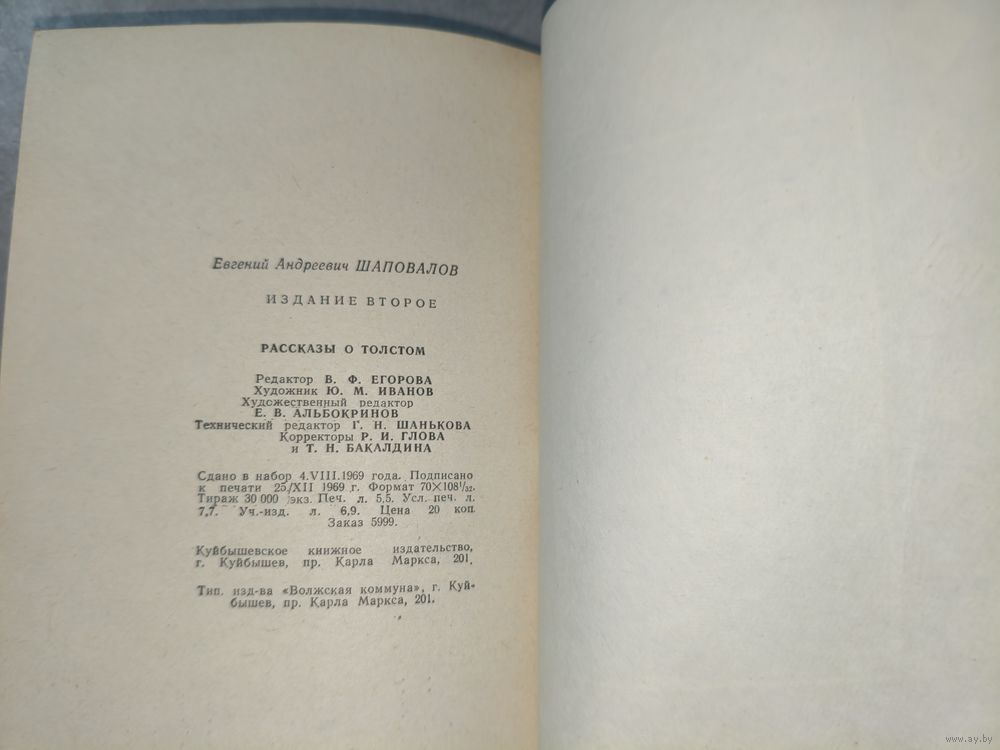 Евгений Андреевич ШАПОВАЛОВ
ИЗДАНИЕ ВТОРОЕ
РАССКАЗЫ О ТОЛСТОМ
Редактор В. Ф. ЕГОРОВА
Художник Ю. М. ИВАНОВ
Художественный редактор
Е. В. АЛЬБОКРИНОВ
Технический редактор Г. Н. ШАНЬКОВА
Корректоры Р. И. ГЛОВА
и Т. Н. БАКАЛДИНА
Сдано в набор 4.VIII.1969 года. Подписано
к печати 25/XII 1969 г. Формат 70×108¹/₃₂.
Тираж 30 000 экз. Печ. л. 5,5. Усл. печ. л.
7,7. Уч.-изд. л. 6,9. Цена 20 коп.
Заказ 5999.
Куйбышевское книжное издательство,
г. Куйбышев, пр. Карла Маркса, 201.
Тип. изд-ва «Волжская коммуна», г. Куй-
бышев, пр. Карла Маркса, 201.
www.ay.by